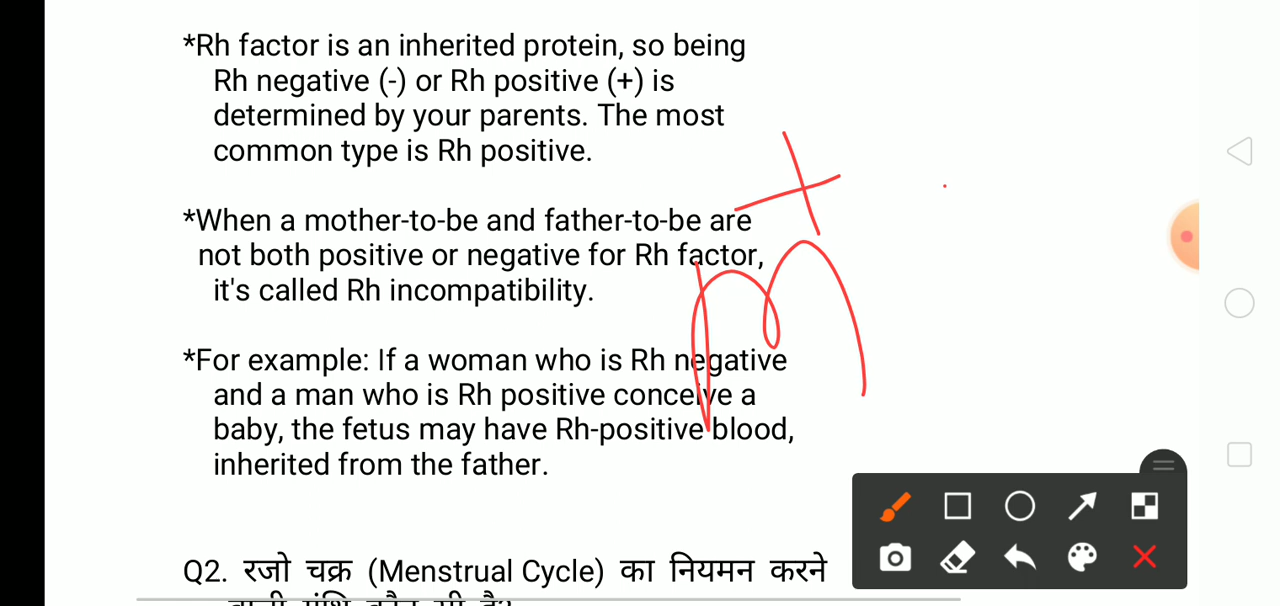 *Rh factor is an inherited protein, so being
Rh negative (-) or Rh positive (+) is
determined by your parents. The most
common type is Rh positive.
*When a mother-to-be and father-to-be are
not both positive or negative for Rh factor,
it's called Rh incompatibility.
*For example: If a woman who is Rh negative
and a man who is Rh positive conceive a
baby, the fetus may have Rh-positive blood,
inherited from the father.
+
m
Q2. रजो चक्र (Menstrual Cycle) का नियमन करने